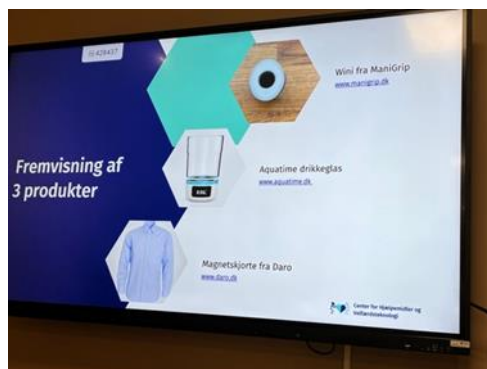 Fremvisning af
3 produkter
Wini fra ManiGrip
www.manigrip.dk
Aquatime drikkeglas
www.aquatime.dk
Magnetskjorte fra Daro
www.daro.dk
Center for Hjælpemidler og
Velfærdsteknologi